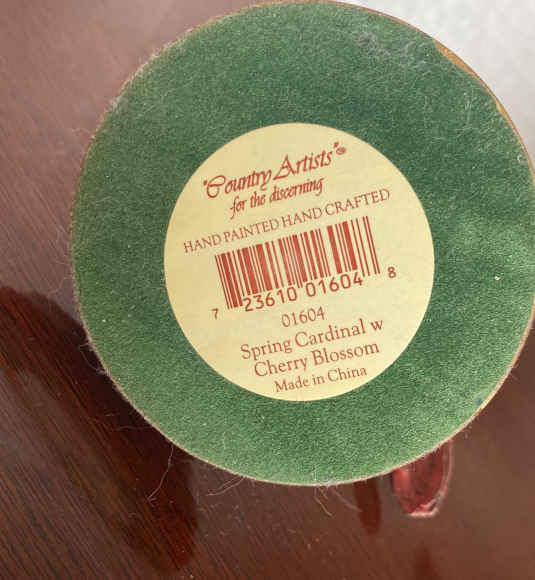 "Country Artists"®
for the discerning
HAND PAINTED HAND CRAFTED
7 23610 01604 8
01604
Spring Cardinal w
Cherry Blossom
Made in China